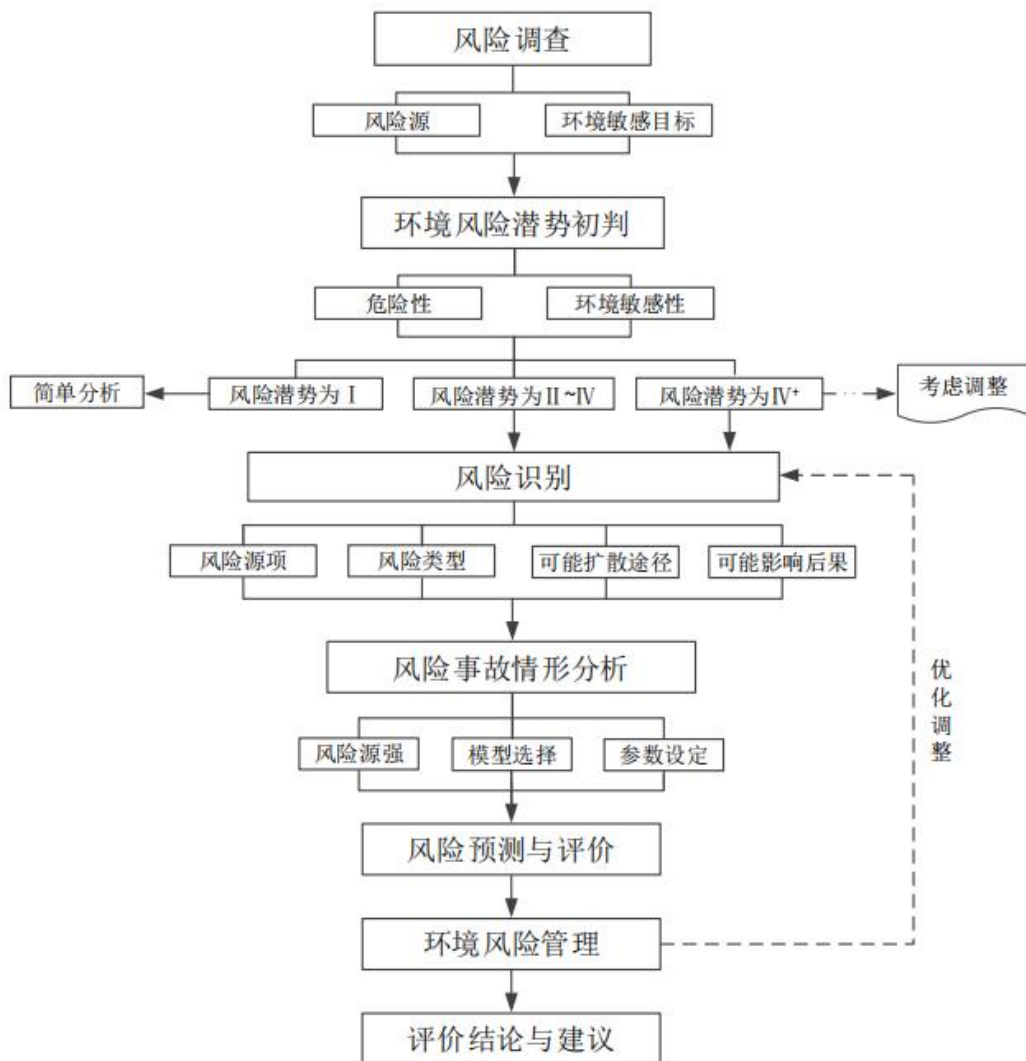 风险调查
风险源
环境敏感目标
环境风险潜势初判
危险性
环境敏感性
简单分析
风险潜势为Ⅰ
风险潜势为Ⅱ~Ⅳ
风险潜势为Ⅳ⁺
考虑调整
风险识别
风险源项
风险类型
可能扩散途径
可能影响后果
风险事故情形分析
优化调整
风险源强
模型选择
参数设定
风险预测与评价
环境风险管理
评价结论与建议